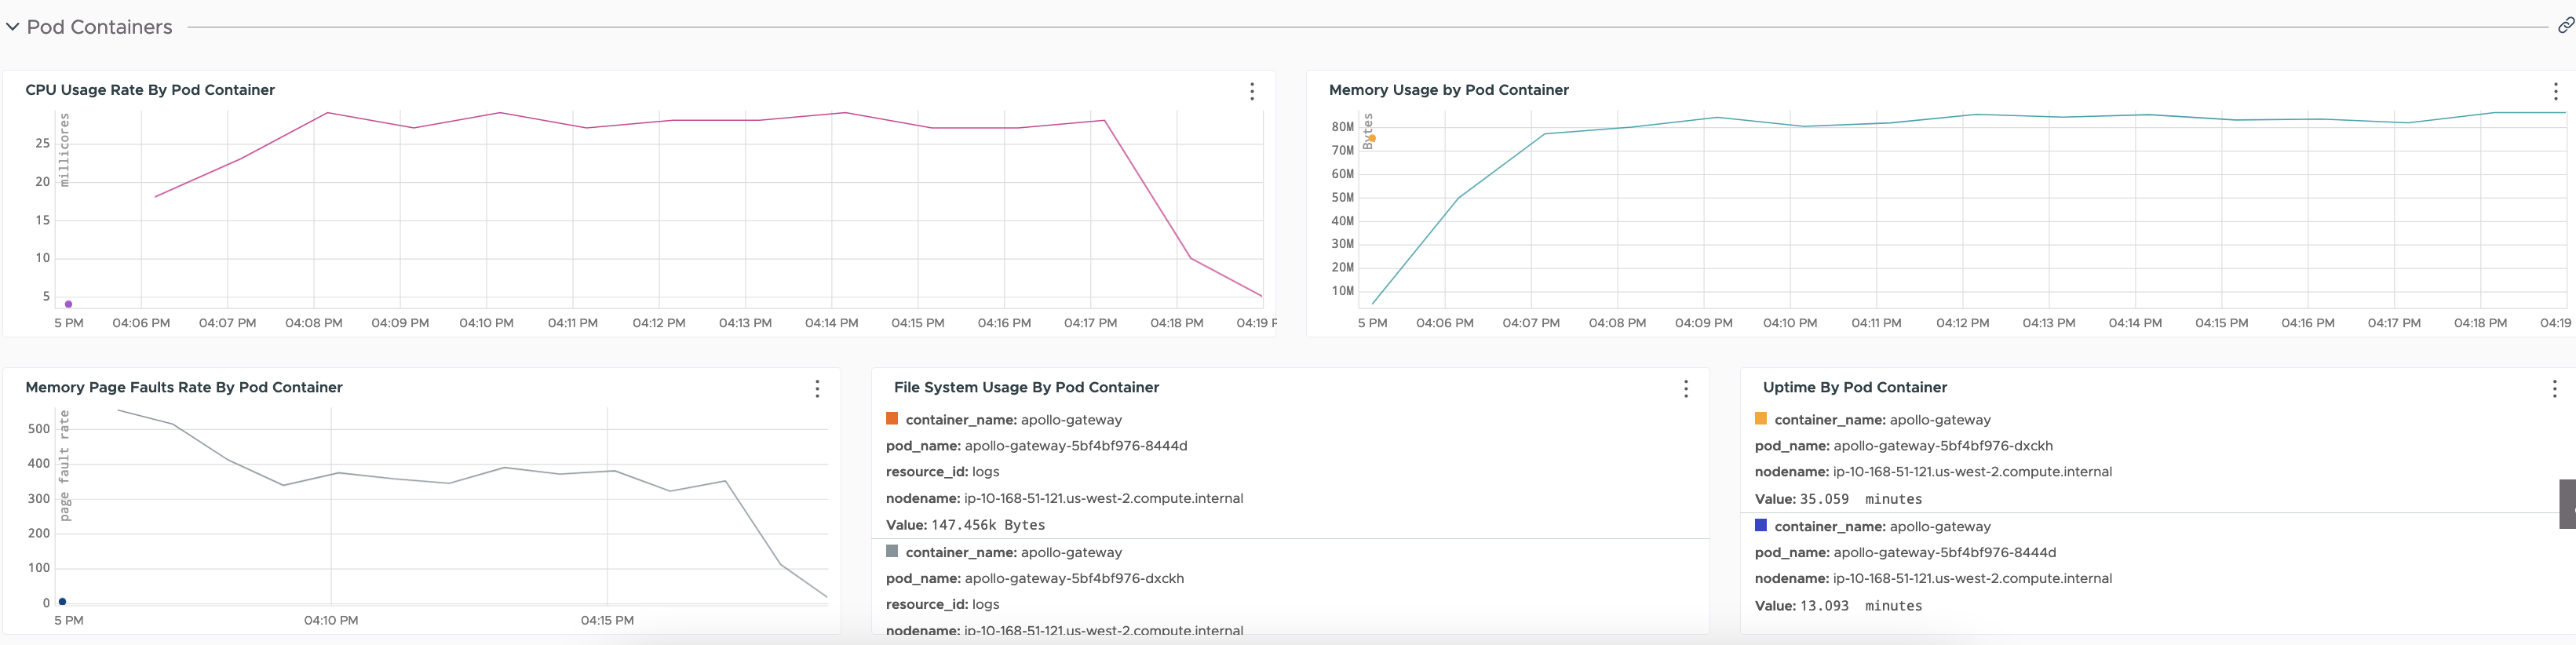 Pod Containers
CPU Usage Rate By Pod Container
millicores
25
20
15
10
5
5 PM 04:06 PM 04:07 PM 04:08 PM 04:09 PM 04:10 PM 04:11 PM 04:12 PM 04:13 PM 04:14 PM 04:15 PM 04:16 PM 04:17 PM 04:18 PM 04:19 P
Memory Usage by Pod Container
Bytes
80M
70M
60M
50M
40M
30M
20M
10M
5 PM 04:06 PM 04:07 PM 04:08 PM 04:09 PM 04:10 PM 04:11 PM 04:12 PM 04:13 PM 04:14 PM 04:15 PM 04:16 PM 04:17 PM 04:18 PM 04:19
Memory Page Faults Rate By Pod Container
page fault rate
500
400
300
200
100
0
5 PM 04:10 PM 04:15 PM
File System Usage By Pod Container
container_name: apollo-gateway
pod_name: apollo-gateway-5bf4bf976-8444d
resource_id: logs
nodename: ip-10-168-51-121.us-west-2.compute.internal
Value: 147.456k Bytes
container_name: apollo-gateway
pod_name: apollo-gateway-5bf4bf976-dxckh
resource_id: logs
nodename: ip-10-168-51-121.us-west-2.compute.internal
Uptime By Pod Container
container_name: apollo-gateway
pod_name: apollo-gateway-5bf4bf976-dxckh
nodename: ip-10-168-51-121.us-west-2.compute.internal
Value: 35.059 minutes
container_name: apollo-gateway
pod_name: apollo-gateway-5bf4bf976-8444d
nodename: ip-10-168-51-121.us-west-2.compute.internal
Value: 13.093 minutes